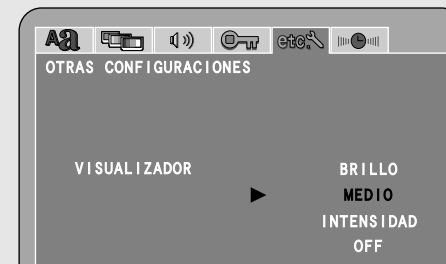 Aa etc.
OTRAS CONFIGURACIONES
VISUALIZADOR
BRILLO
MEDIO
INTENSIDAD
OFF